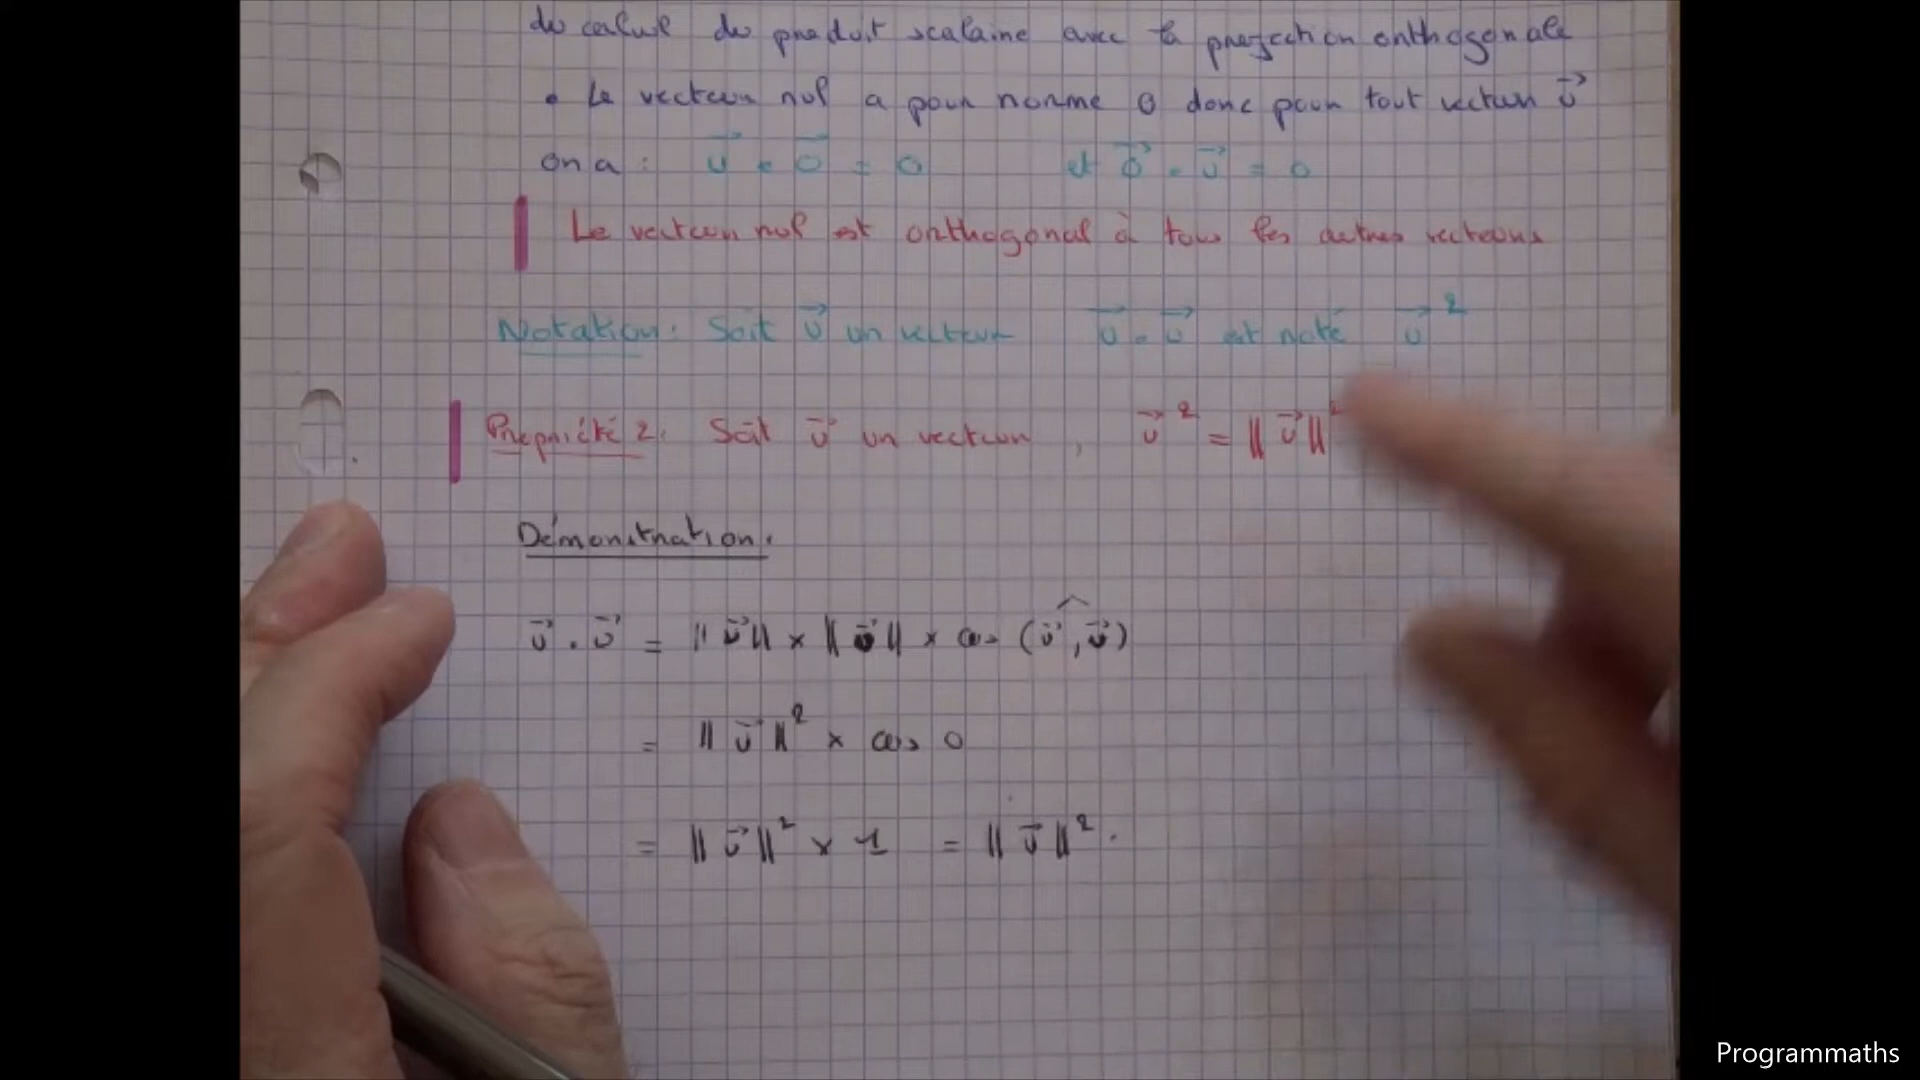 de calcul du produit scalaire avec la projection orthogonale
• Le vecteur nul a pour norme 0 donc pour tout vecteur u⃗
on a : u⃗ . 0⃗ = 0 et 0⃗ . u⃗ = 0
Le vecteur nul est orthogonal à tous les autres vecteurs
Notation : Soit u⃗ un vecteur u⃗ . u⃗ est noté u⃗ ²
Propriété 2 : Soit u⃗ un vecteur , u⃗ ² = ‖u⃗‖²
Démonstration :
u⃗ . u⃗ = ‖u⃗‖ × ‖u⃗‖ × cos (u⃗ , u⃗)
= ‖u⃗‖² × cos 0
= ‖u⃗‖² × 1 = ‖u⃗‖² .
Programmaths